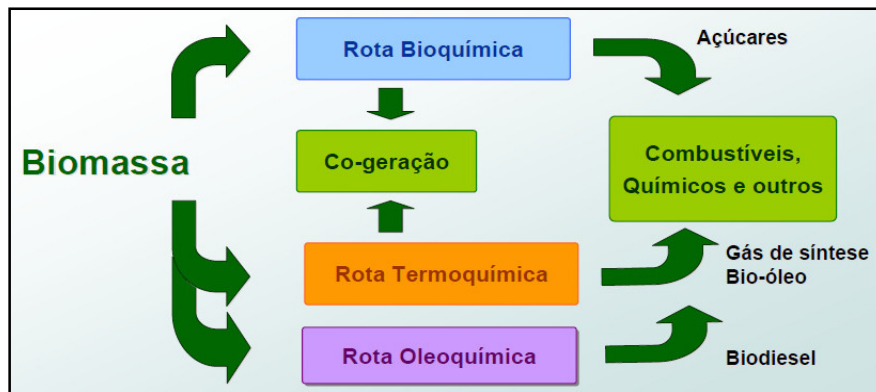 Rota Bioquímica
Açúcares
Biomassa
Co-geração
Combustíveis,
Químicos e outros
Rota Termoquímica
Gás de síntese
Bio-óleo
Rota Oleoquímica
Biodiesel